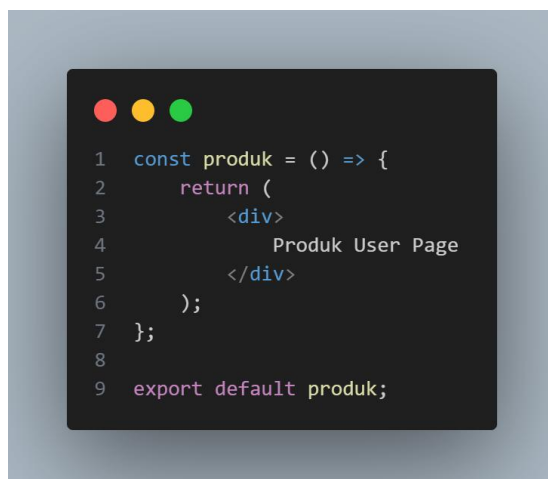 1 const produk = () => {
2     return (
3         <div>
4             Produk User Page
5         </div>
6     );
7 };
8
9 export default produk;